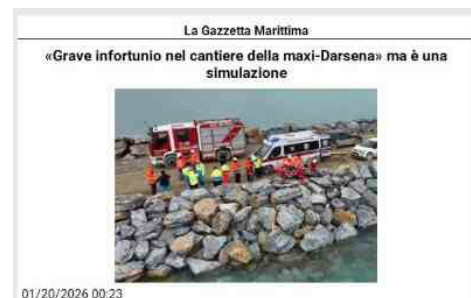 La Gazzetta Marittima
«Grave infortunio nel cantiere della maxi-Darsena» ma è una
simulazione
01/20/2026 00:23